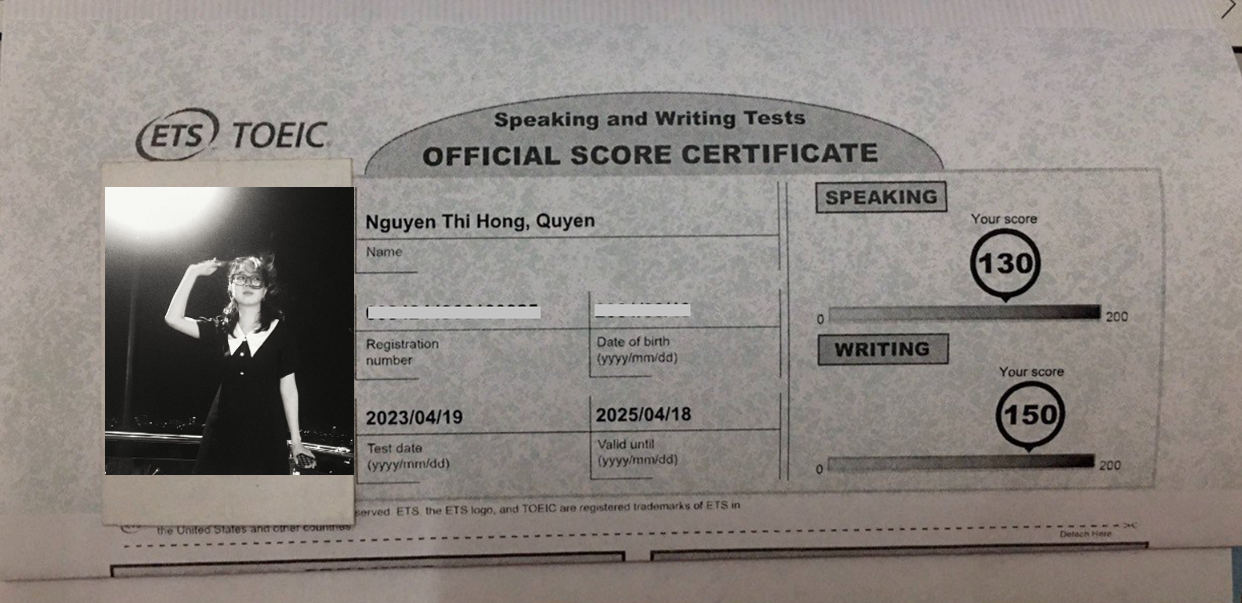 ETS TOEIC
Speaking and Writing Tests
OFFICIAL SCORE CERTIFICATE
Nguyen Thi Hong, Quyen
Name
Registration
number
Date of birth
(yyyy/mm/dd)
2023/04/19
Test date
(yyyy/mm/dd)
2025/04/18
Valid until
(yyyy/mm/dd)
SPEAKING
Your score
130
0 200
WRITING
Your score
150
0 200
served. ETS, the ETS logo, and TOEIC are registered trademarks of ETS in
the United States and other countries
Detach Here